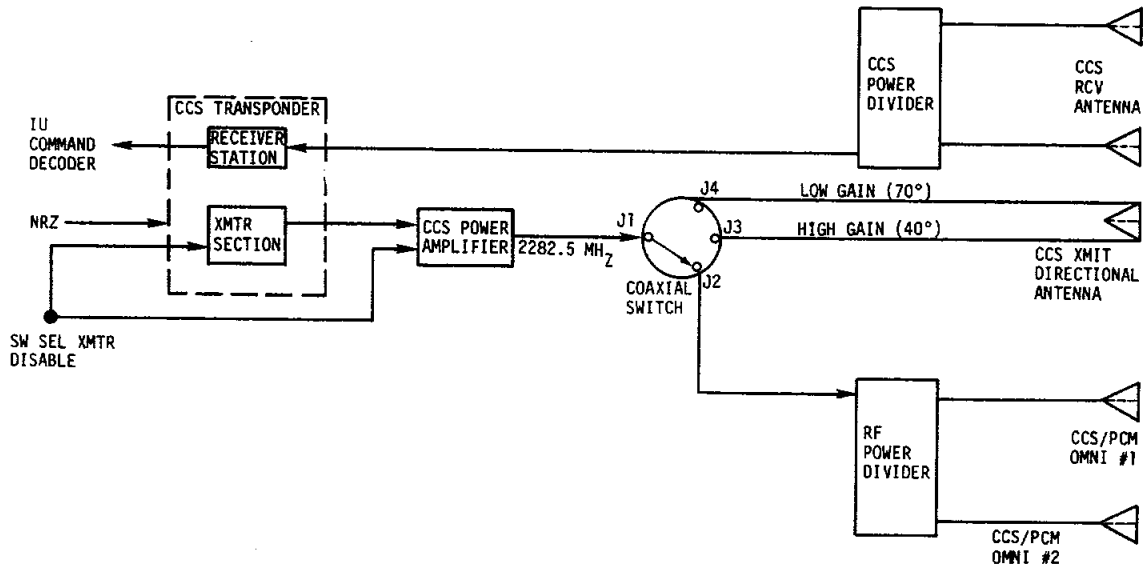 CCS TRANSPONDER
IU
COMMAND
DECODER
RECEIVER
STATION
NRZ
XMTR
SECTION
SW SEL XMTR
DISABLE
CCS POWER
AMPLIFIER
2282.5 MHZ
J1
J4
J3
J2
COAXIAL
SWITCH
CCS
POWER
DIVIDER
CCS
RCV
ANTENNA
LOW GAIN (70°)
HIGH GAIN (40°)
CCS XMIT
DIRECTIONAL
ANTENNA
RF
POWER
DIVIDER
CCS/PCM
OMNI #1
CCS/PCM
OMNI #2